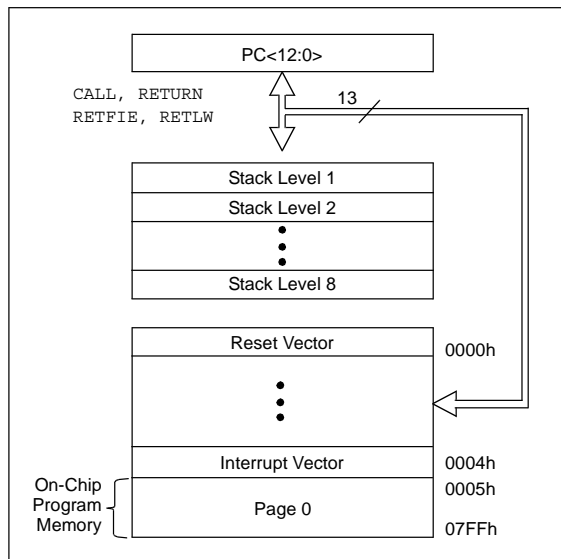 PC<12:0>
CALL, RETURN
RETFIE, RETLW
13
Stack Level 1
Stack Level 2
Stack Level 8
Reset Vector
0000h
Interrupt Vector
0004h
On-Chip
Program
Memory
Page 0
0005h
07FFh